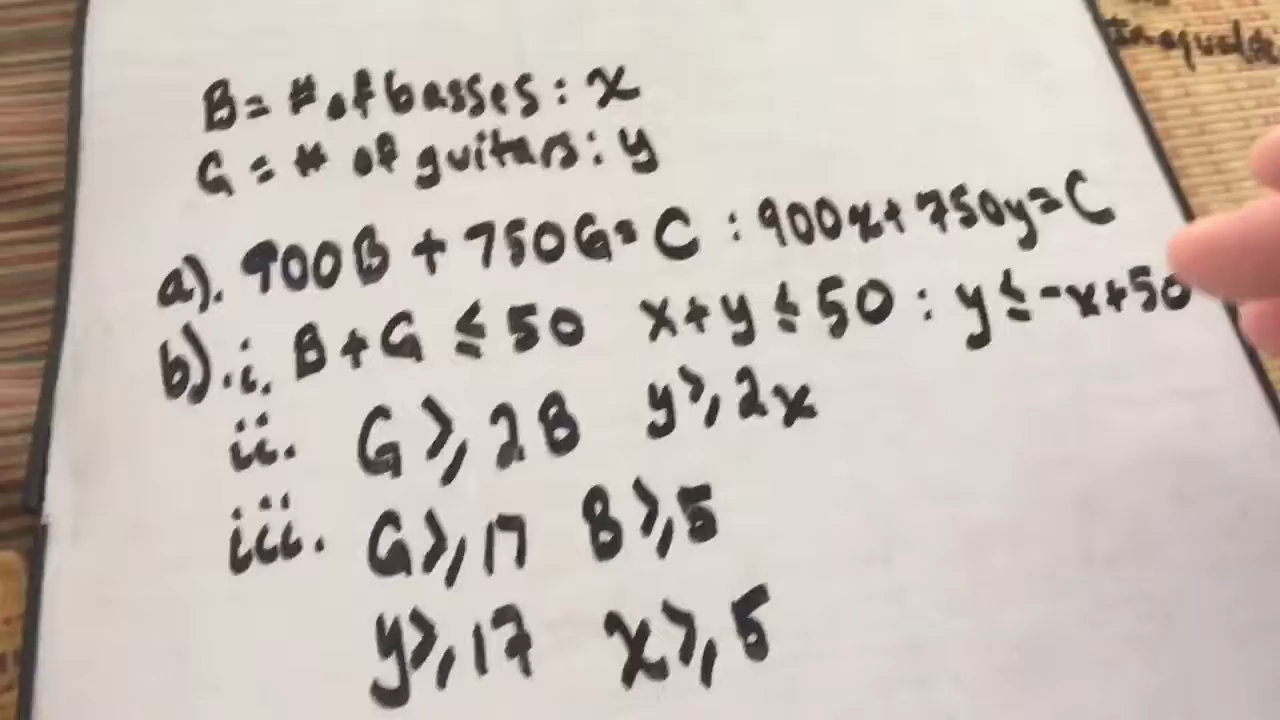 B = # of basses : x
G = # of guitars : y
a). 900B + 750G = C : 900x + 750y = C
b). i. B + G ≤ 50 x + y ≤ 50 : y ≤ -x + 50
ii. G ≥ 2B y ≥ 2x
iii. G ≥ 17 B ≥ 5
y ≥ 17 x ≥ 5